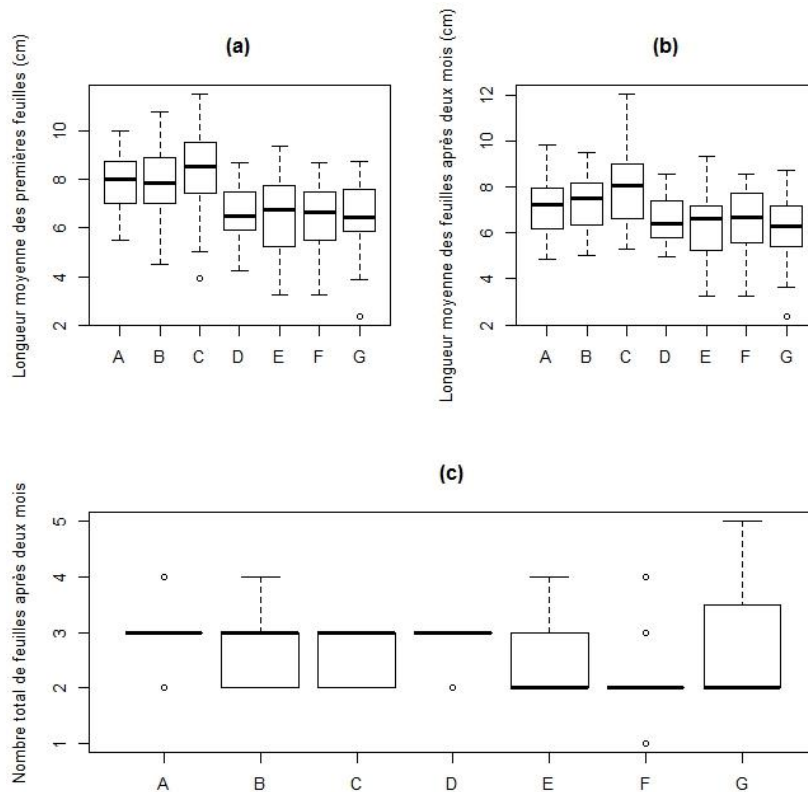 (a)
Longueur moyenne des premières feuilles (cm)
10
8
6
4
2
A B C D E F G
(b)
Longueur moyenne des feuilles après deux mois (cm)
12
10
8
6
4
2
A B C D E F G
(c)
Nombre total de feuilles après deux mois
5
4
3
2
1
A B C D E F G